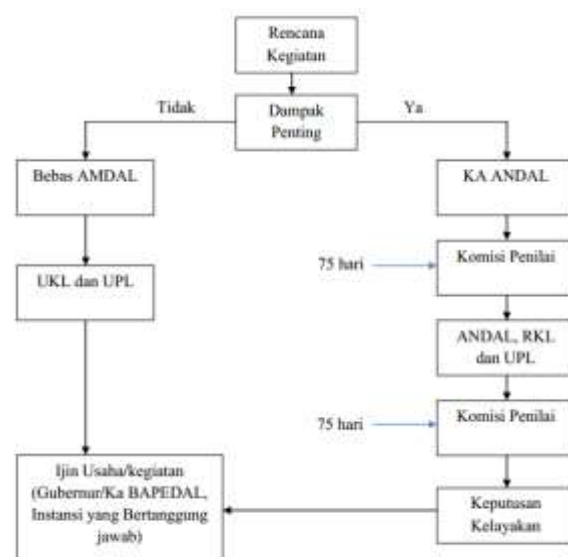 Rencana
Kegiatan
Tidak
Dampak
Penting
Ya
Bebas AMDAL
KA ANDAL
75 hari
Komisi Penilai
UKL dan UPL
ANDAL, RKL
dan UPL
75 hari
Komisi Penilai
Ijin Usaha/kegiatan
(Gubernur/Ka BAPEDAL,
Instansi yang Bertanggung
jawab)
Keputusan
Kelayakan